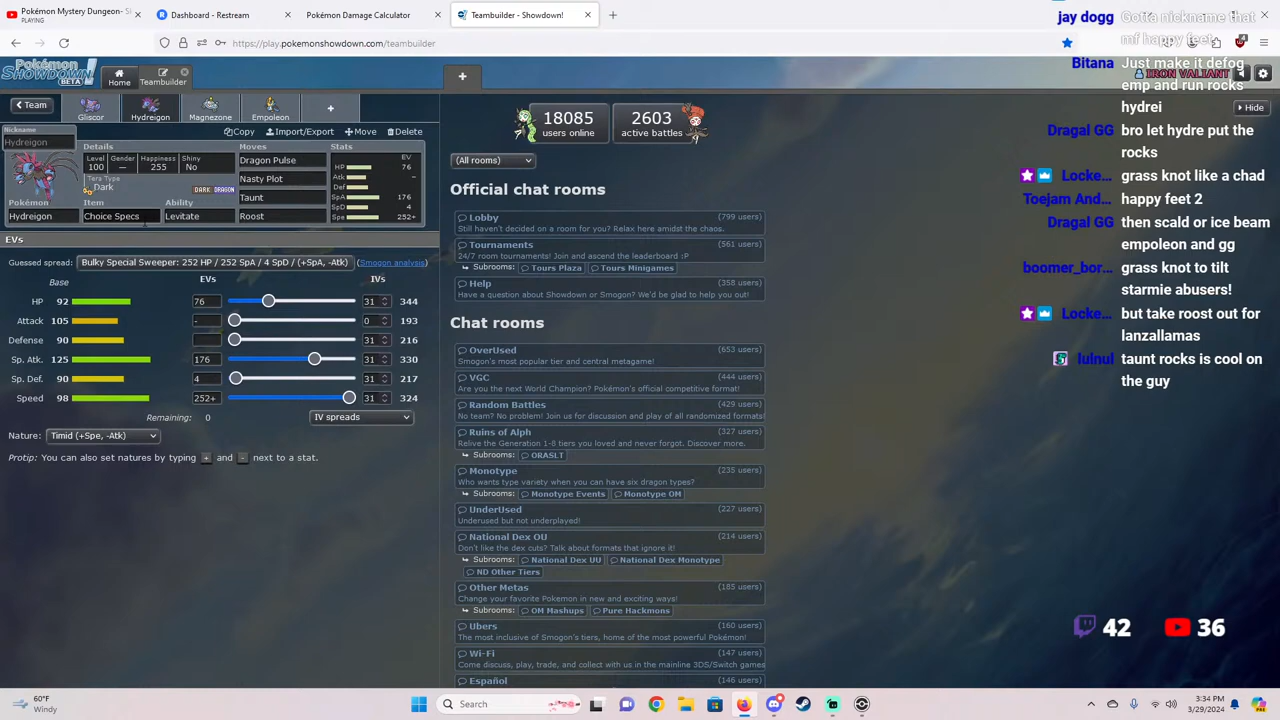 Pokémon Mystery Dungeon: S
PLAYING
Dashboard - Restream
Pokémon Damage Calculator
Teambuilder - Showdown!
https://play.pokemonshowdown.com/teambuilder
Pokémon
SHOWDOWN!
BETA
Home
Teambuilder
IRON VALIANT
Team
Gliscor
Hydreigon
Magnezone
Empoleon
Hide
Nickname
Hydreigon
Copy
Import/Export
Move
Delete
Details
Level Gender Happiness Shiny
100 — 255 No
Tera Type
Dark
DARK DRAGON
Moves
Dragon Pulse
Nasty Plot
Taunt
Roost
Stats
EV
HP 76
Atk -
Def
SpA 176
SpD 4
Spe 252+
Pokémon
Hydreigon
Item
Choice Specs
Ability
Levitate
EVs
Guessed spread: Bulky Special Sweeper: 252 HP / 252 SpA / 4 SpD / (+SpA, -Atk) Smogon analysis
Base EVs IVs
HP 92 76 31 344
Attack 105 - 0 193
Defense 90 31 216
Sp. Atk. 125 176 31 330
Sp. Def. 90 4 31 217
Speed 98 252+ 31 324
Remaining: 0 IV spreads
Nature: Timid (+Spe, -Atk)
Protip: You can also set natures by typing + and - next to a stat.
18085
users online
2603
active battles
(All rooms)
Official chat rooms
Lobby (799 users)
Still haven't decided on a room for you? Relax here amidst the chaos.
Tournaments (561 users)
24/7 room tournaments! Join and ascend the leaderboard :P
Subrooms: Tours Plaza Tours Minigames
Help (358 users)
Have a question about Showdown or Smogon? We'd be glad to help you out!
Chat rooms
OverUsed (653 users)
Smogon's most popular tier and central metagame!
VGC (444 users)
Are you the next World Champion? Pokémon's official competitive format!
Random Battles (429 users)
No team? No problem! Join us for discussion and play of all randomized formats!
Ruins of Alph (327 users)
Relive the Generation 1-8 tiers you loved and never forgot. Discover more.
Subrooms: ORASLT
Monotype (235 users)
Who wants type variety when you can have six dragon types?
Subrooms: Monotype Events Monotype OM
UnderUsed (227 users)
Underused but not underplayed!
National Dex OU (214 users)
Don't like the dex cuts? Talk about formats that ignore it!
Subrooms: National Dex UU National Dex Monotype
ND Other Tiers
Other Metas (185 users)
Change your favorite Pokemon in new and exciting ways!
Subrooms: OM Mashups Pure Hackmons
Ubers (160 users)
The most inclusive of Smogon's tiers, home of the most powerful Pokémon!
Wi-Fi (147 users)
Come discuss, play, trade, and collect with us in the mainline 3DS/Switch games
Español (146 users)
jay dogg Gotta nickname that
mf happy feet
Bitana Just make it defog
emp and run rocks
hydrei
Dragal GG bro let hydre put the
rocks
Locke... grass knot like a chad
Toejam And... happy feet 2
Dragal GG then scald or ice beam
empoleon and gg
boomer_bor... grass knot to tilt
starmie abusers!
Locke... but take roost out for
lanzallamas
lulnul taunt rocks is cool on
the guy
42
36
60°F
Windy
Search
3:34 PM
3/29/2024